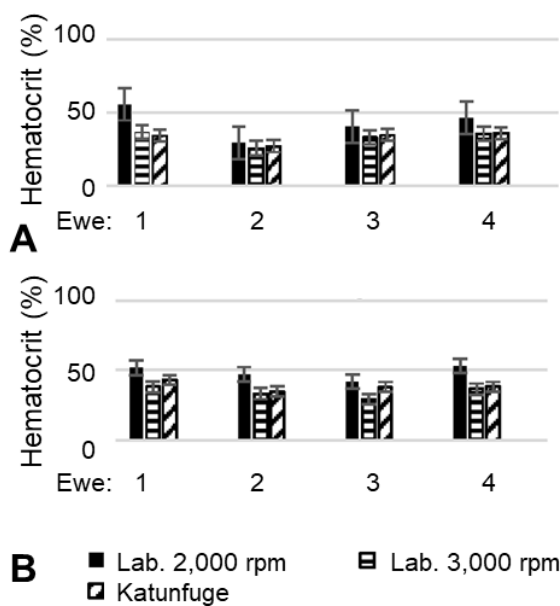 100
Hematocrit (%)
50
0
A
Ewe: 1 2 3 4
100
Hematocrit (%)
50
0
Ewe: 1 2 3 4
B
Lab. 2,000 rpm
Lab. 3,000 rpm
Katunfuge